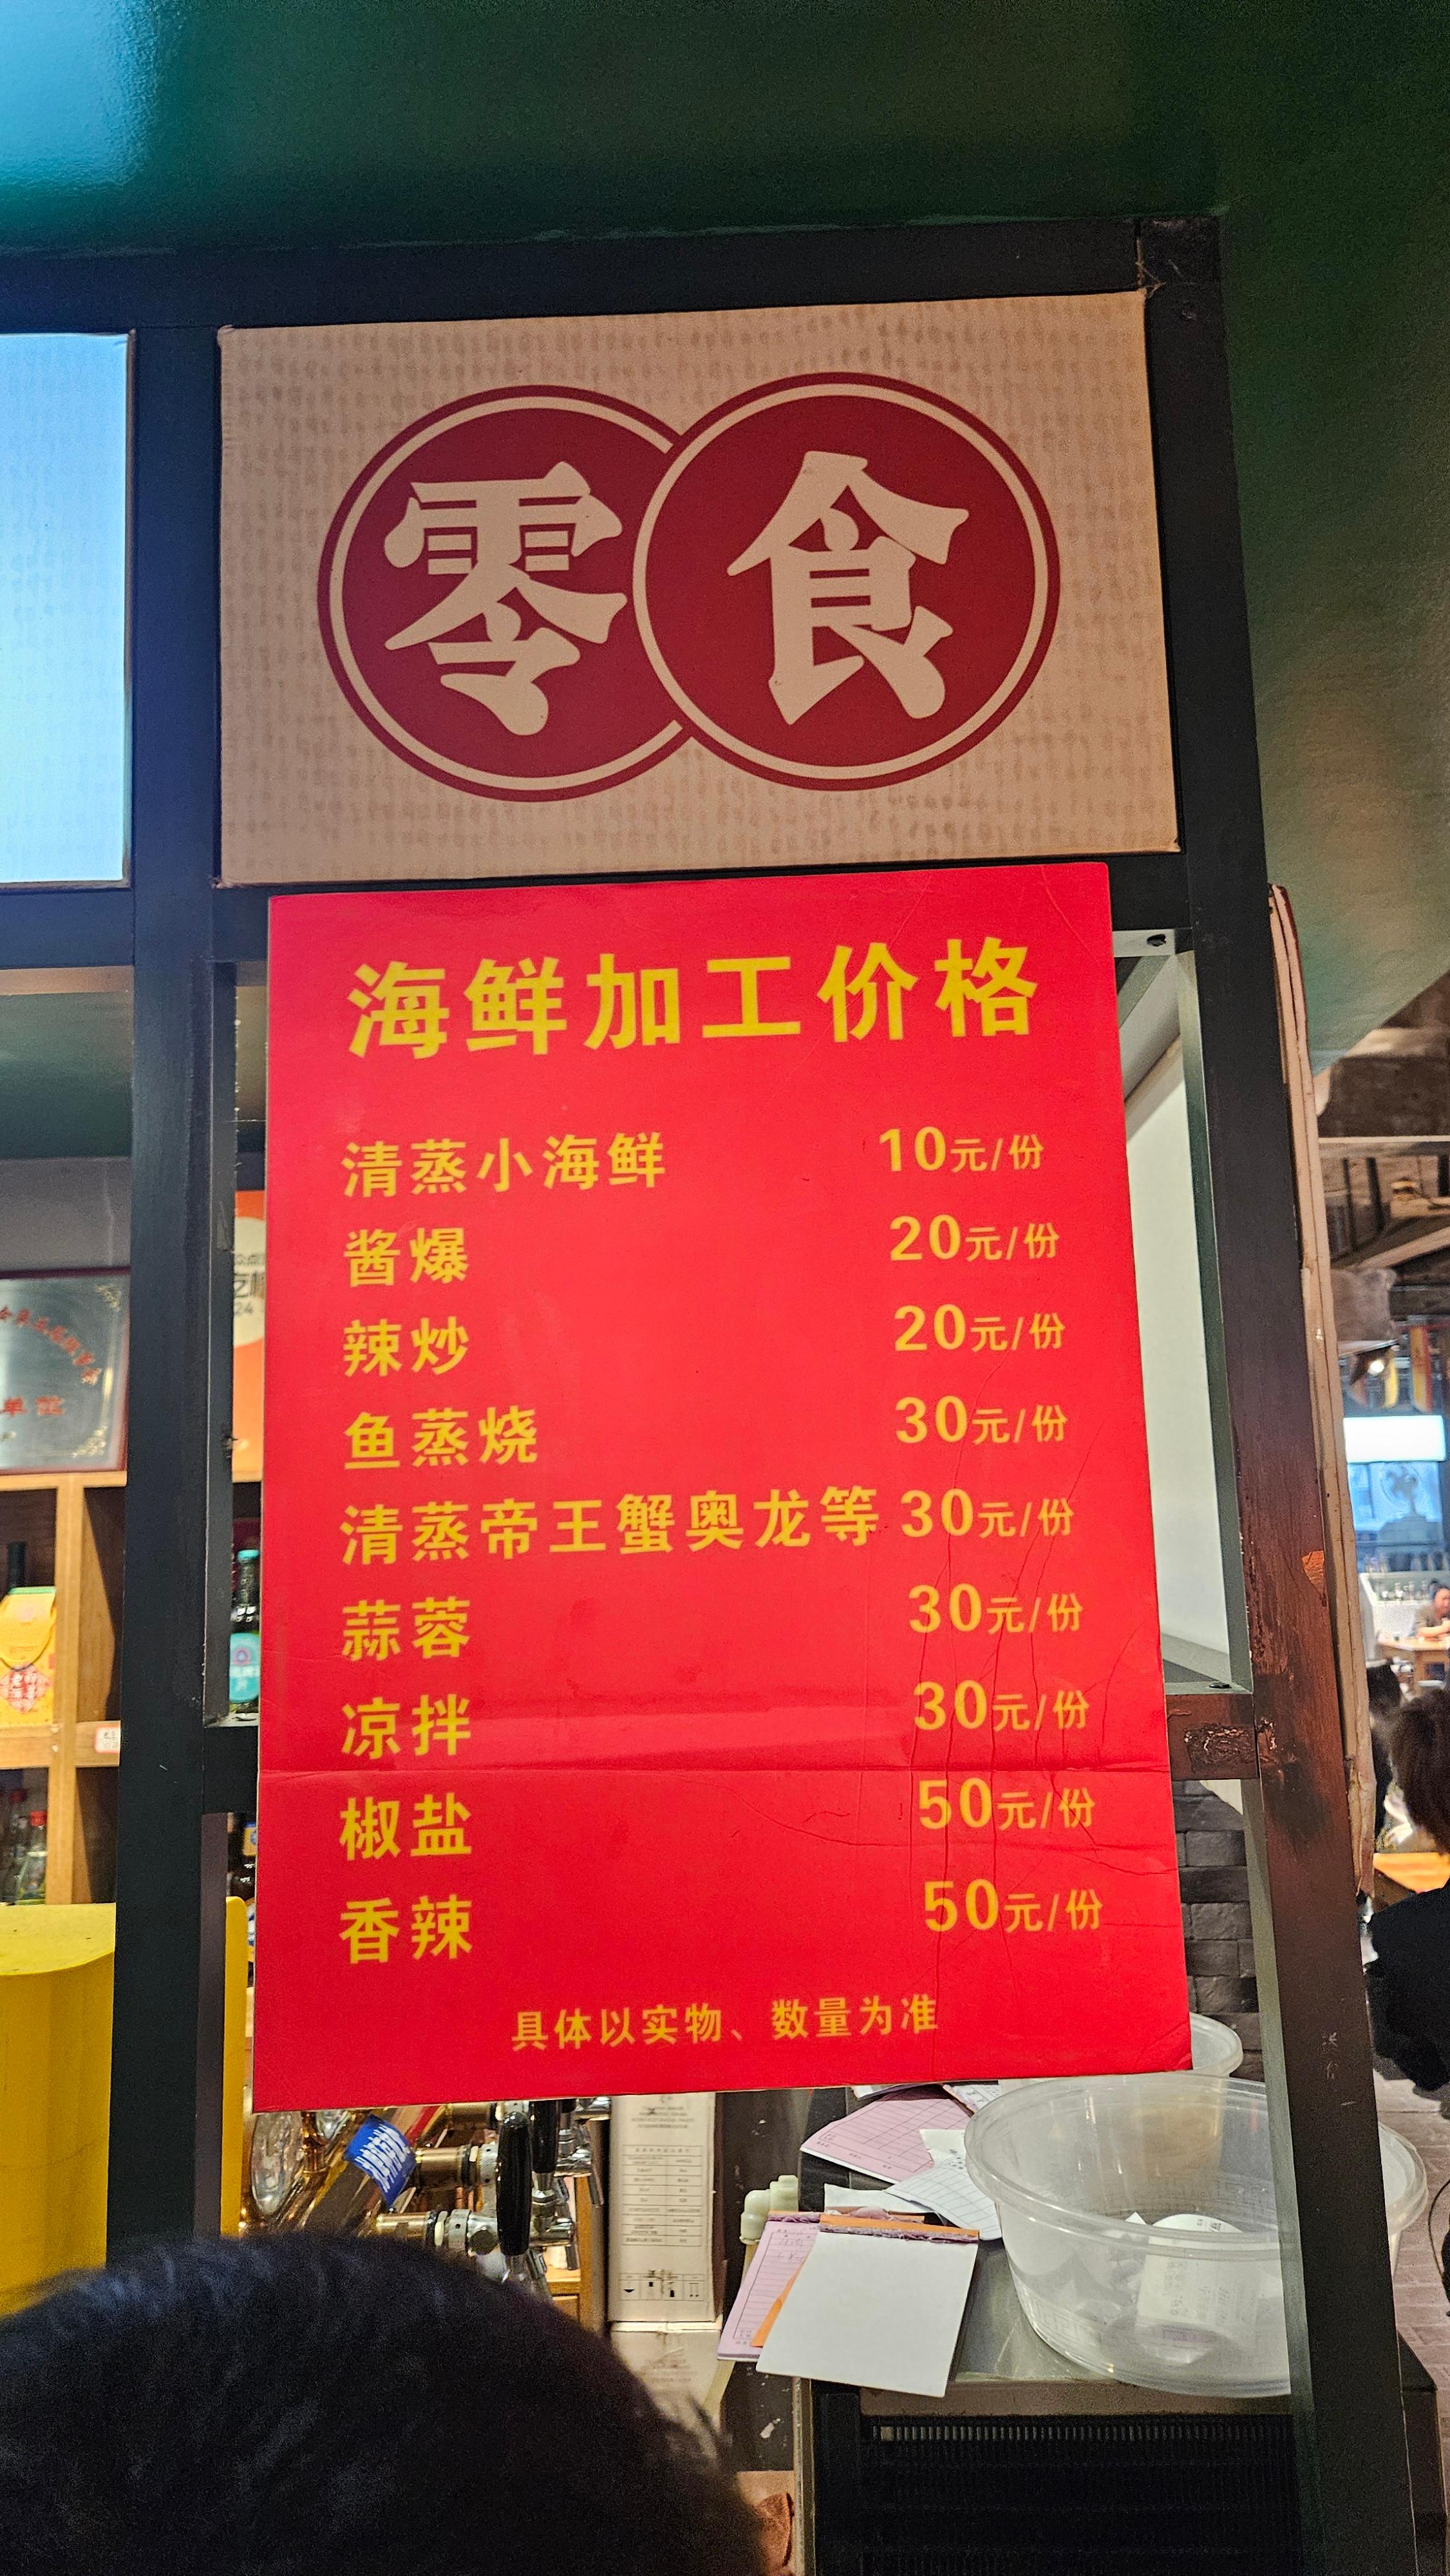 零食
海鲜加工价格
清蒸小海鲜 10元/份
酱爆 20元/份
辣炒 20元/份
鱼蒸烧 30元/份
清蒸帝王蟹奥龙等 30元/份
蒜蓉 30元/份
凉拌 30元/份
椒盐 50元/份
香辣 50元/份
具体以实物、数量为准